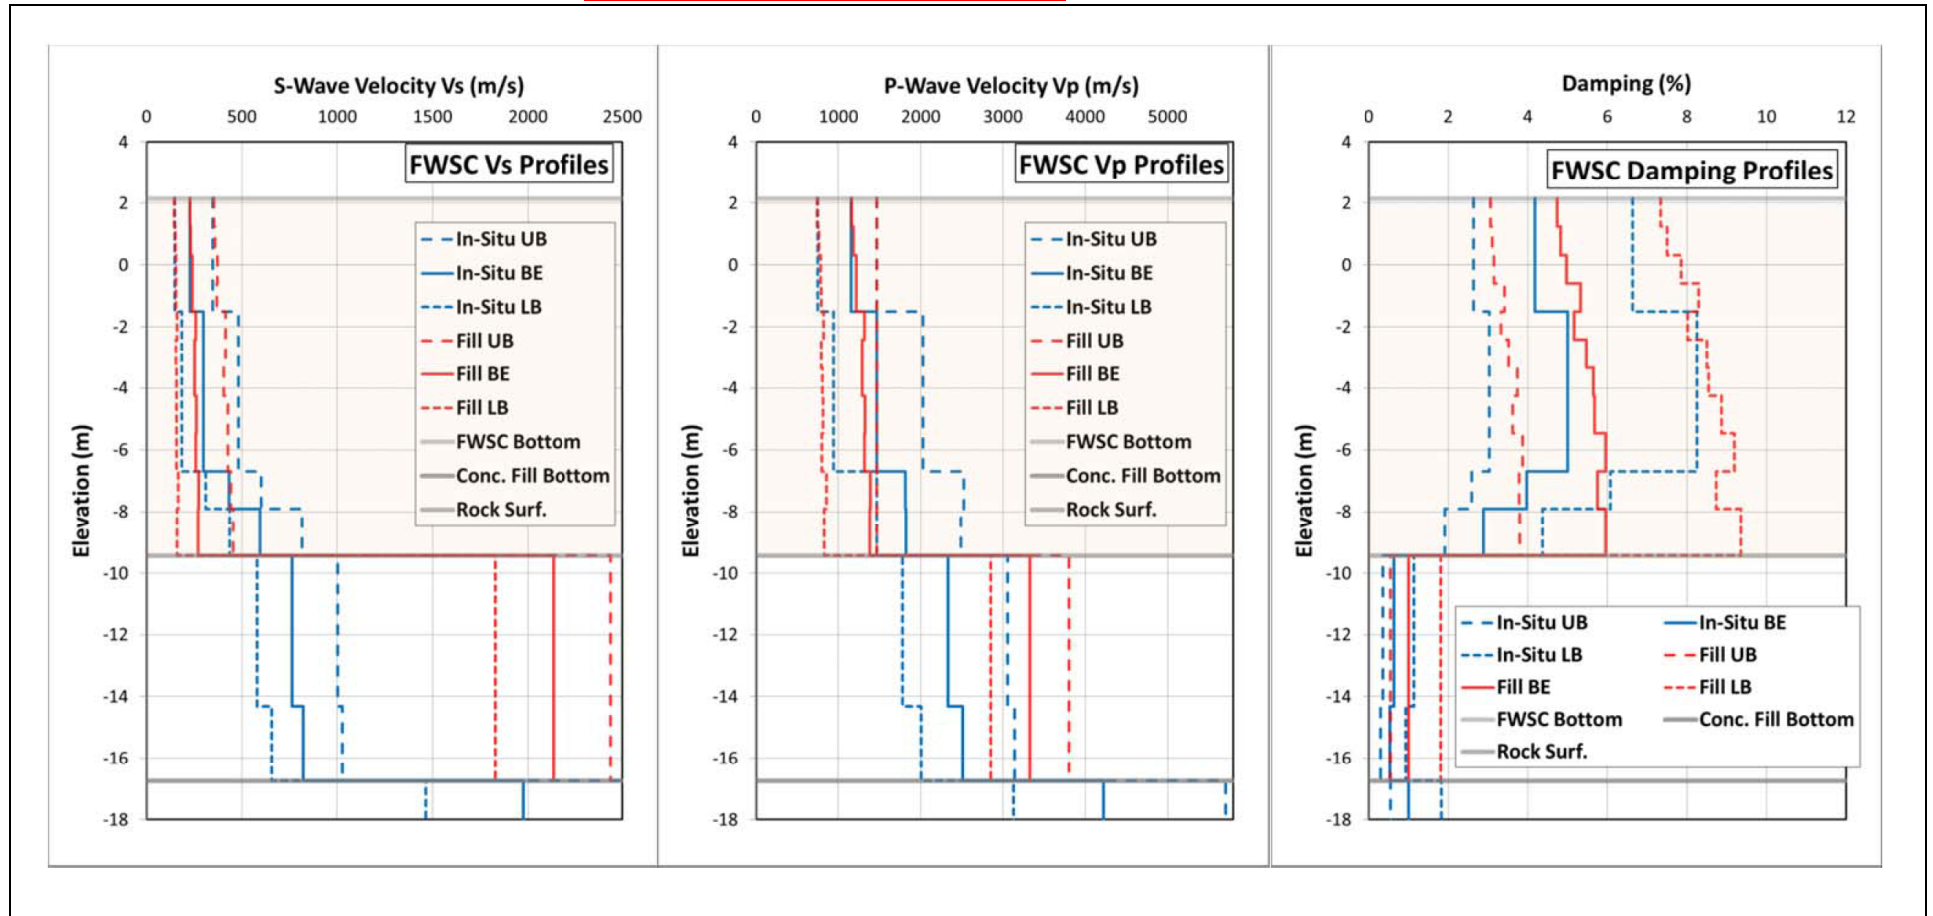 S-Wave Velocity Vs (m/s)
0 500 1000 1500 2000 2500
4
2
0
-2
-4
-6
-8
-10
-12
-14
-16
-18
Elevation (m)
FWSC Vs Profiles
In-Situ UB
In-Situ BE
In-Situ LB
Fill UB
Fill BE
Fill LB
FWSC Bottom
Conc. Fill Bottom
Rock Surf.
P-Wave Velocity Vp (m/s)
0 1000 2000 3000 4000 5000
4
2
0
-2
-4
-6
-8
-10
-12
-14
-16
-18
Elevation (m)
FWSC Vp Profiles
In-Situ UB
In-Situ BE
In-Situ LB
Fill UB
Fill BE
Fill LB
FWSC Bottom
Conc. Fill Bottom
Rock Surf.
Damping (%)
0 2 4 6 8 10 12
4
2
0
-2
-4
-6
-8
-10
-12
-14
-16
-18
Elevation (m)
FWSC Damping Profiles
In-Situ UB In-Situ BE
In-Situ LB Fill UB
Fill BE Fill LB
FWSC Bottom Conc. Fill Bottom
Rock Surf.